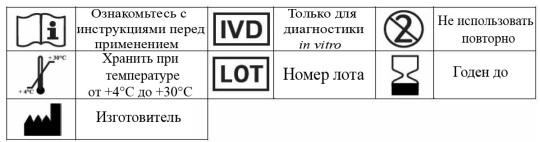 Ознакомьтесь с
инструкциями перед
применением
IVD
Только для
диагностики
in vitro
2
Не использовать
повторно
+30°C
+4°C
Хранить при
температуре
от +4°С до +30°С
LOT
Номер лота
Годен до
Изготовитель